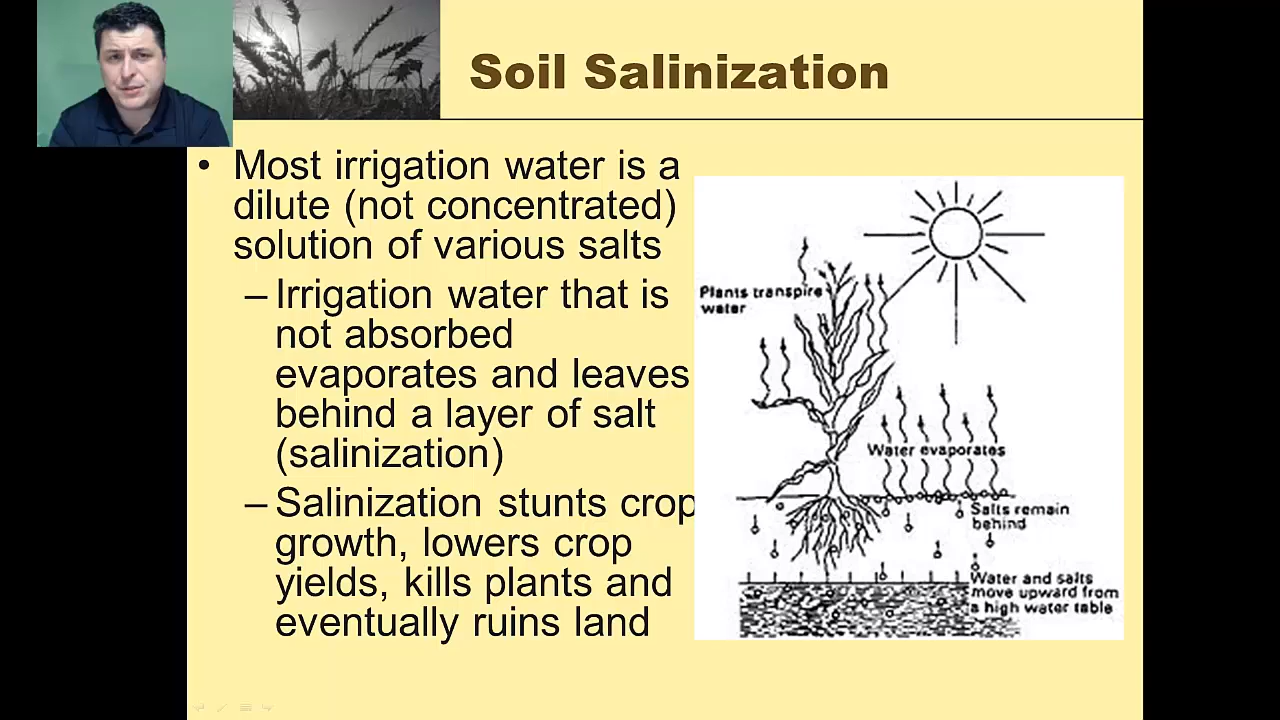 Soil Salinization
• Most irrigation water is a
dilute (not concentrated)
solution of various salts
– Irrigation water that is
not absorbed
evaporates and leaves
behind a layer of salt
(salinization)
– Salinization stunts crop
growth, lowers crop
yields, kills plants and
eventually ruins land
Plants transpire
water
Water evaporates
Salts remain
behind
Water and salts
move upward from
a high water table